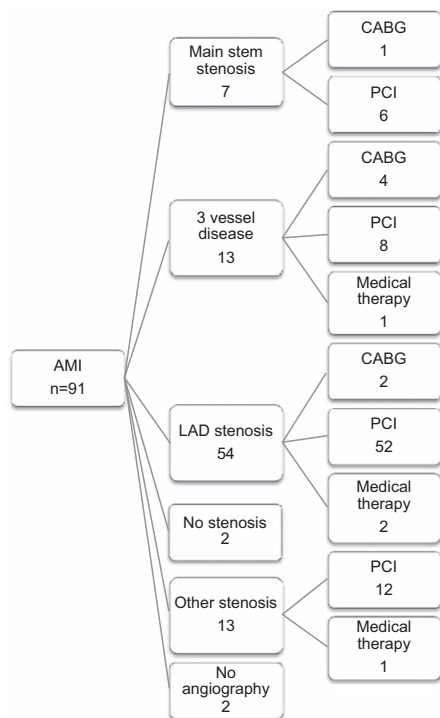 AMI
n=91
Main stem
stenosis
7
CABG
1
PCI
6
3 vessel
disease
13
CABG
4
PCI
8
Medical
therapy
1
LAD stenosis
54
CABG
2
PCI
52
Medical
therapy
2
No stenosis
2
Other stenosis
13
PCI
12
Medical
therapy
1
No
angiography
2